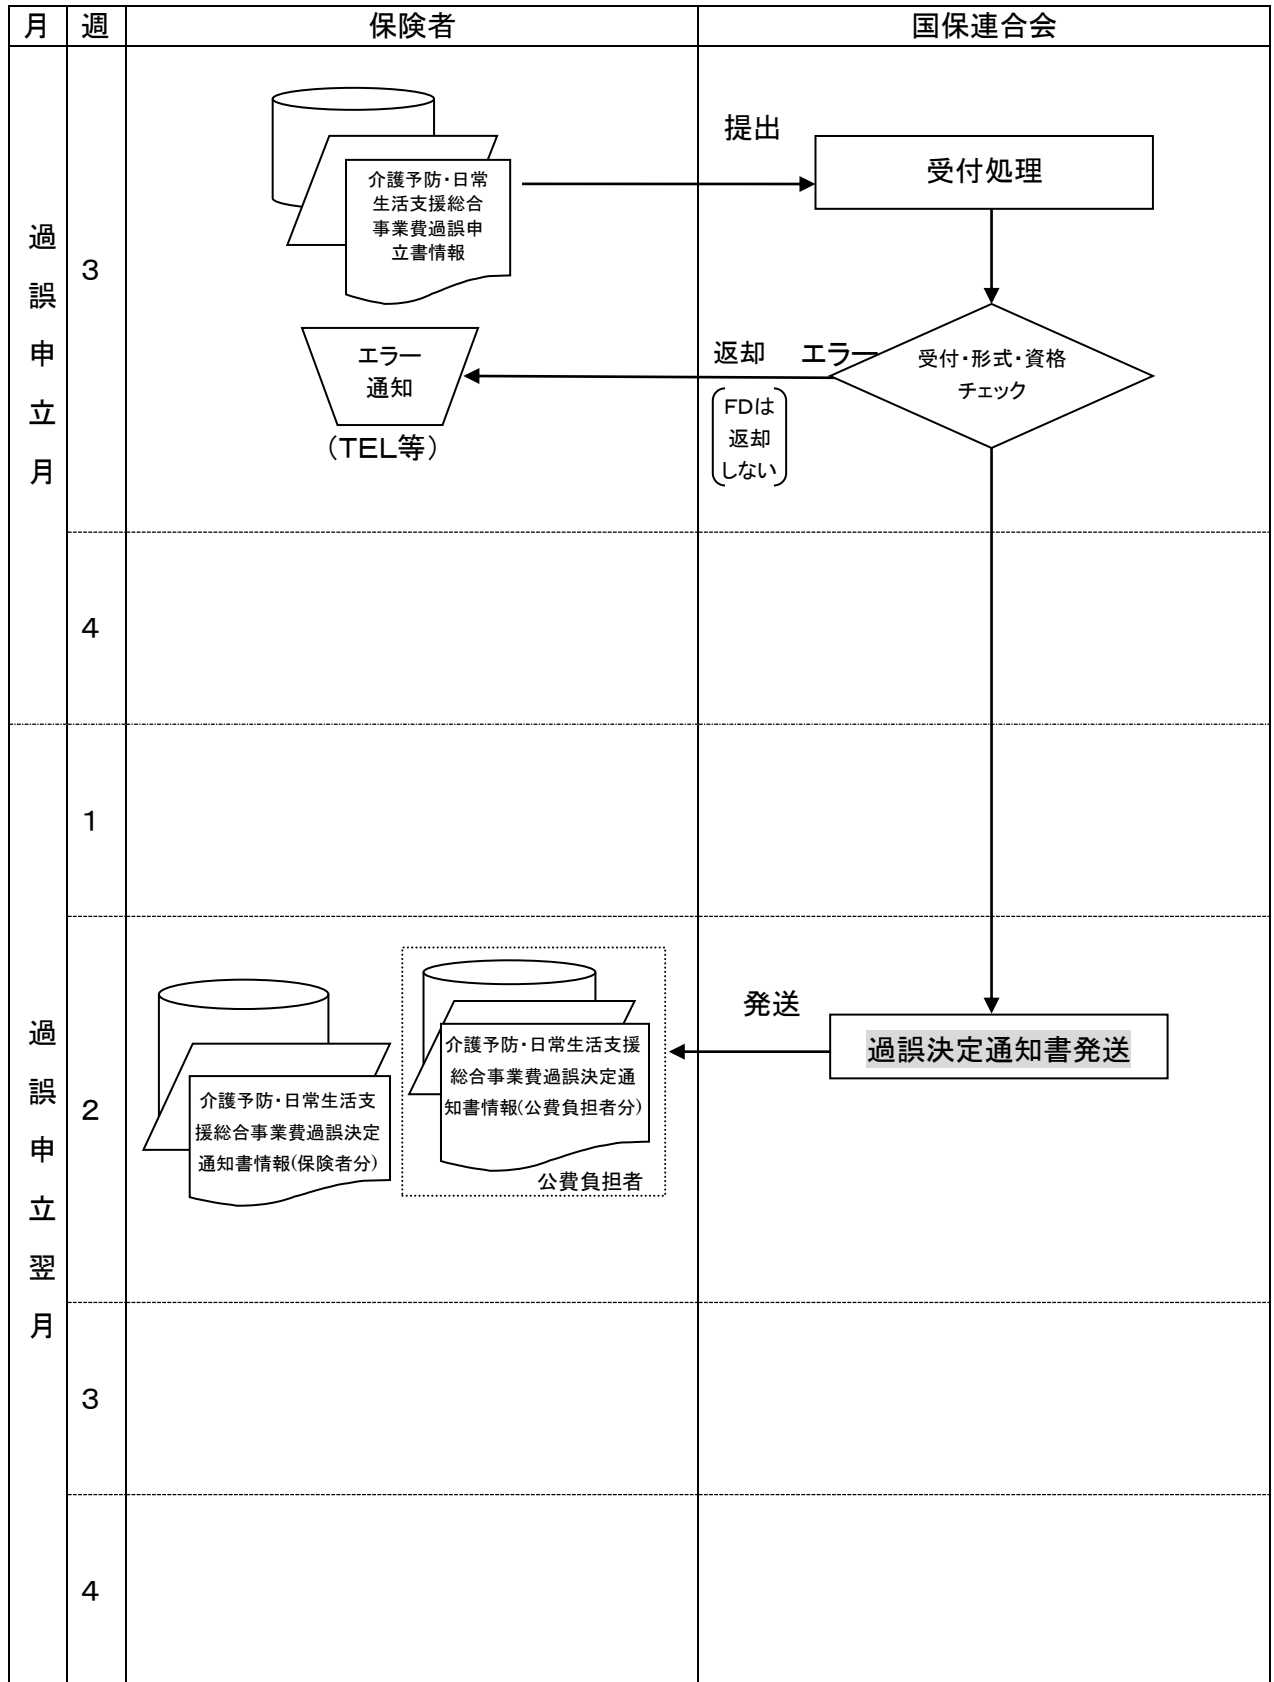 月
週
保険者
国保連合会
過
誤
申
立
月
3
介護予防・日常
生活支援総合
事業費過誤申
立書情報
提出
受付処理
エラー
通知
(TEL等)
返却
エラー
FDは
返却
しない
受付・形式・資格
チェック
4
過
誤
申
立
翌
月
1
2
介護予防・日常生活支
援総合事業費過誤決定
通知書情報(保険者分)
介護予防・日常生活支援
総合事業費過誤決定通
知書情報(公費負担者分)
公費負担者
発送
過誤決定通知書発送
3
4